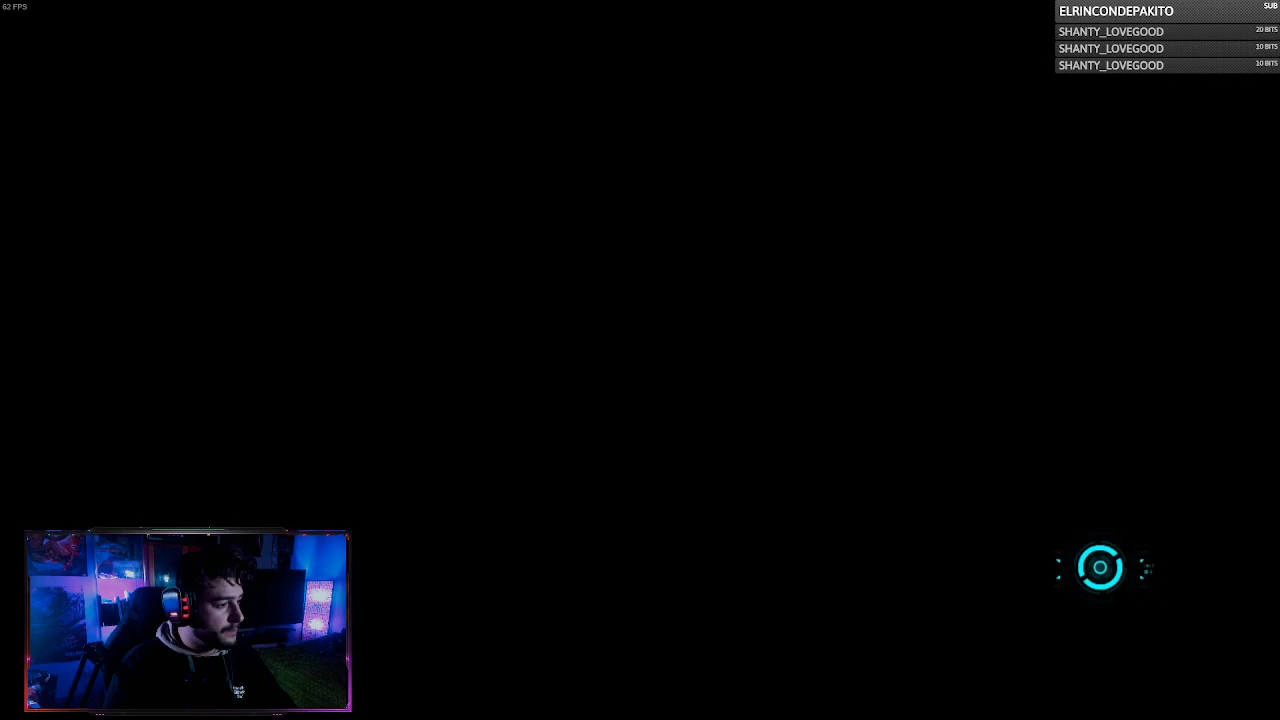 62 FPS
ELRINCONDEPAKITO SUB
SHANTY_LOVEGOOD 20 BITS
SHANTY_LOVEGOOD 10 BITS
SHANTY_LOVEGOOD 10 BITS